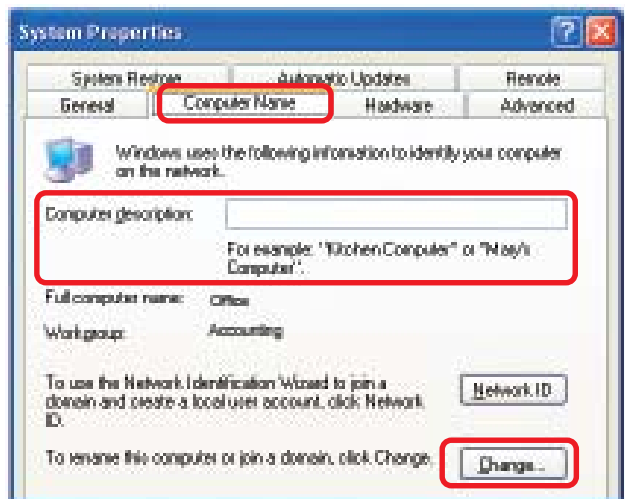 System Properties
System Restore Automatic Updates Remote
General Computer Name Hardware Advanced
Windows uses the following information to identify your computer
on the network.
Computer description:
For example: "Kitchen Computer" or "Mary's
Computer".
Full computer name: Office
Workgroup: Accounting
To use the Network Identification Wizard to join a
domain and create a local user account, click Network
ID.
Network ID
To rename this computer or join a domain, click Change.
Change...